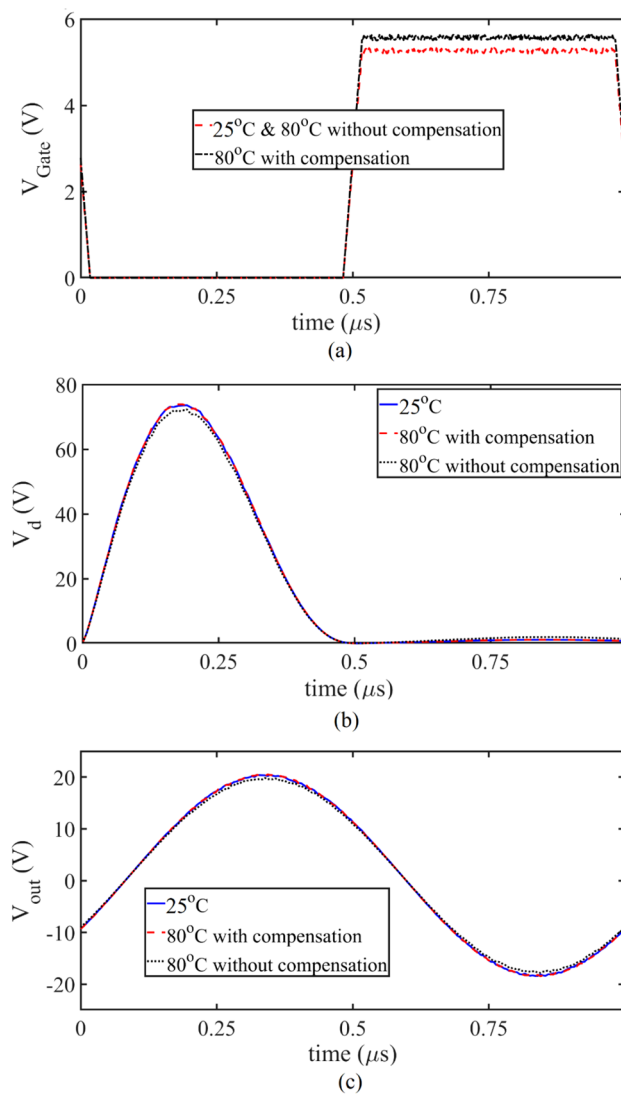 6
4
2
0
V_Gate (V)
25°C & 80°C without compensation
80°C with compensation
0
0.25
0.5
0.75
time (μs)
(a)
80
60
40
20
0
V_d (V)
25°C
80°C with compensation
80°C without compensation
0
0.25
0.5
0.75
time (μs)
(b)
20
10
0
-10
-20
V_out (V)
25°C
80°C with compensation
80°C without compensation
0
0.25
0.5
0.75
time (μs)
(c)